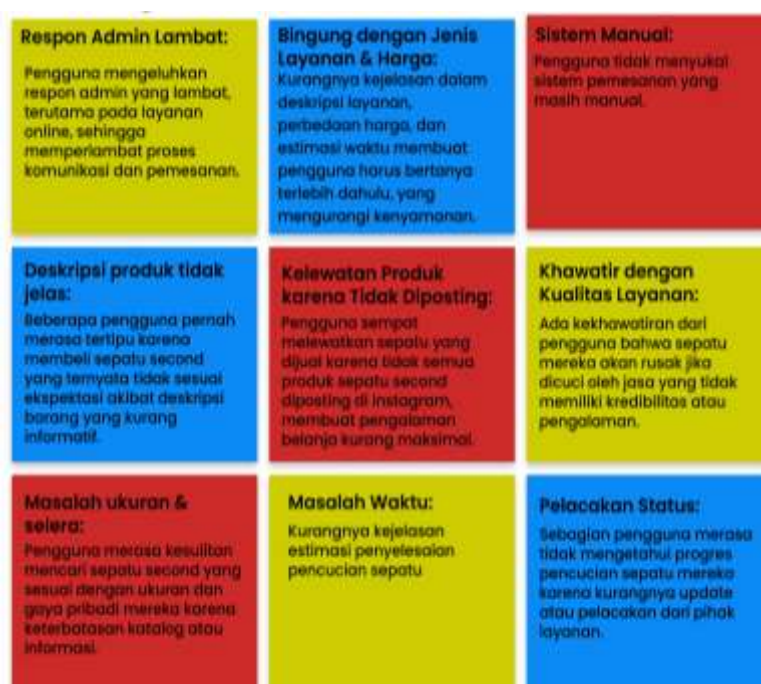 Respon Admin Lambat:
Pengguna mengeluhkan
respon admin yang lambat,
terutama pada layanan
online, sehingga
memperlambat proses
komunikasi dan pemesanan.
Bingung dengan Jenis
Layanan & Harga:
Kurangnya kejelasan dalam
deskripsi layanan,
perbedaan harga, dan
estimasi waktu membuat
pengguna harus bertanya
terlebih dahulu, yang
mengurangi kenyamanan.
Sistem Manual:
Pengguna tidak menyukai
sistem pemesanan yang
masih manual.
Deskripsi produk tidak
jelas:
Beberapa pengguna pernah
merasa tertipu karena
membeli sepatu second
yang ternyata tidak sesuai
ekspektasi akibat deskripsi
barang yang kurang
informatif.
Kelewatan Produk
karena Tidak Diposting:
Pengguna sempat
melewatkan sepatu yang
dijual karena tidak semua
produk sepatu second
diposting di instagram,
membuat pengalaman
belanja kurang maksimal.
Khawatir dengan
Kualitas Layanan:
Ada kekhawatiran dari
pengguna bahwa sepatu
mereka akan rusak jika
dicuci oleh jasa yang tidak
memiliki kredibilitas atau
pengalaman.
Masalah ukuran &
selera:
Pengguna merasa kesulitan
mencari sepatu second yang
sesuai dengan ukuran dan
gaya pribadi mereka karena
keterbatasan katalog atau
informasi.
Masalah Waktu:
Kurangnya kejelasan
estimasi penyelesaian
pencucian sepatu
Pelacakan Status:
Sebagian pengguna merasa
tidak mengetahui progres
pencucian sepatu mereka
karena kurangnya update
atau pelacakan dari pihak
layanan.